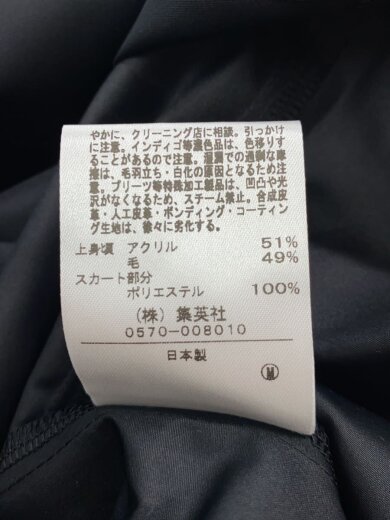 やかに、クリーニング店に相談。引っかけ
に注意。インディゴ等濃色品は、色移りす
ることがあるので注意。湿潤での過剰な摩
擦は、毛羽立ち・白化の原因となるため注
意。プリーツ等特殊加工製品は、凹凸や光
沢がなくなるため、スチーム禁止。合成皮
革・人工皮革・ボンディング・コーティン
グ生地は、徐々に劣化する。
上身頃 アクリル 51%
毛 49%
スカート部分
ポリエステル 100%
(株)集英社
0570-008010
日本製
M